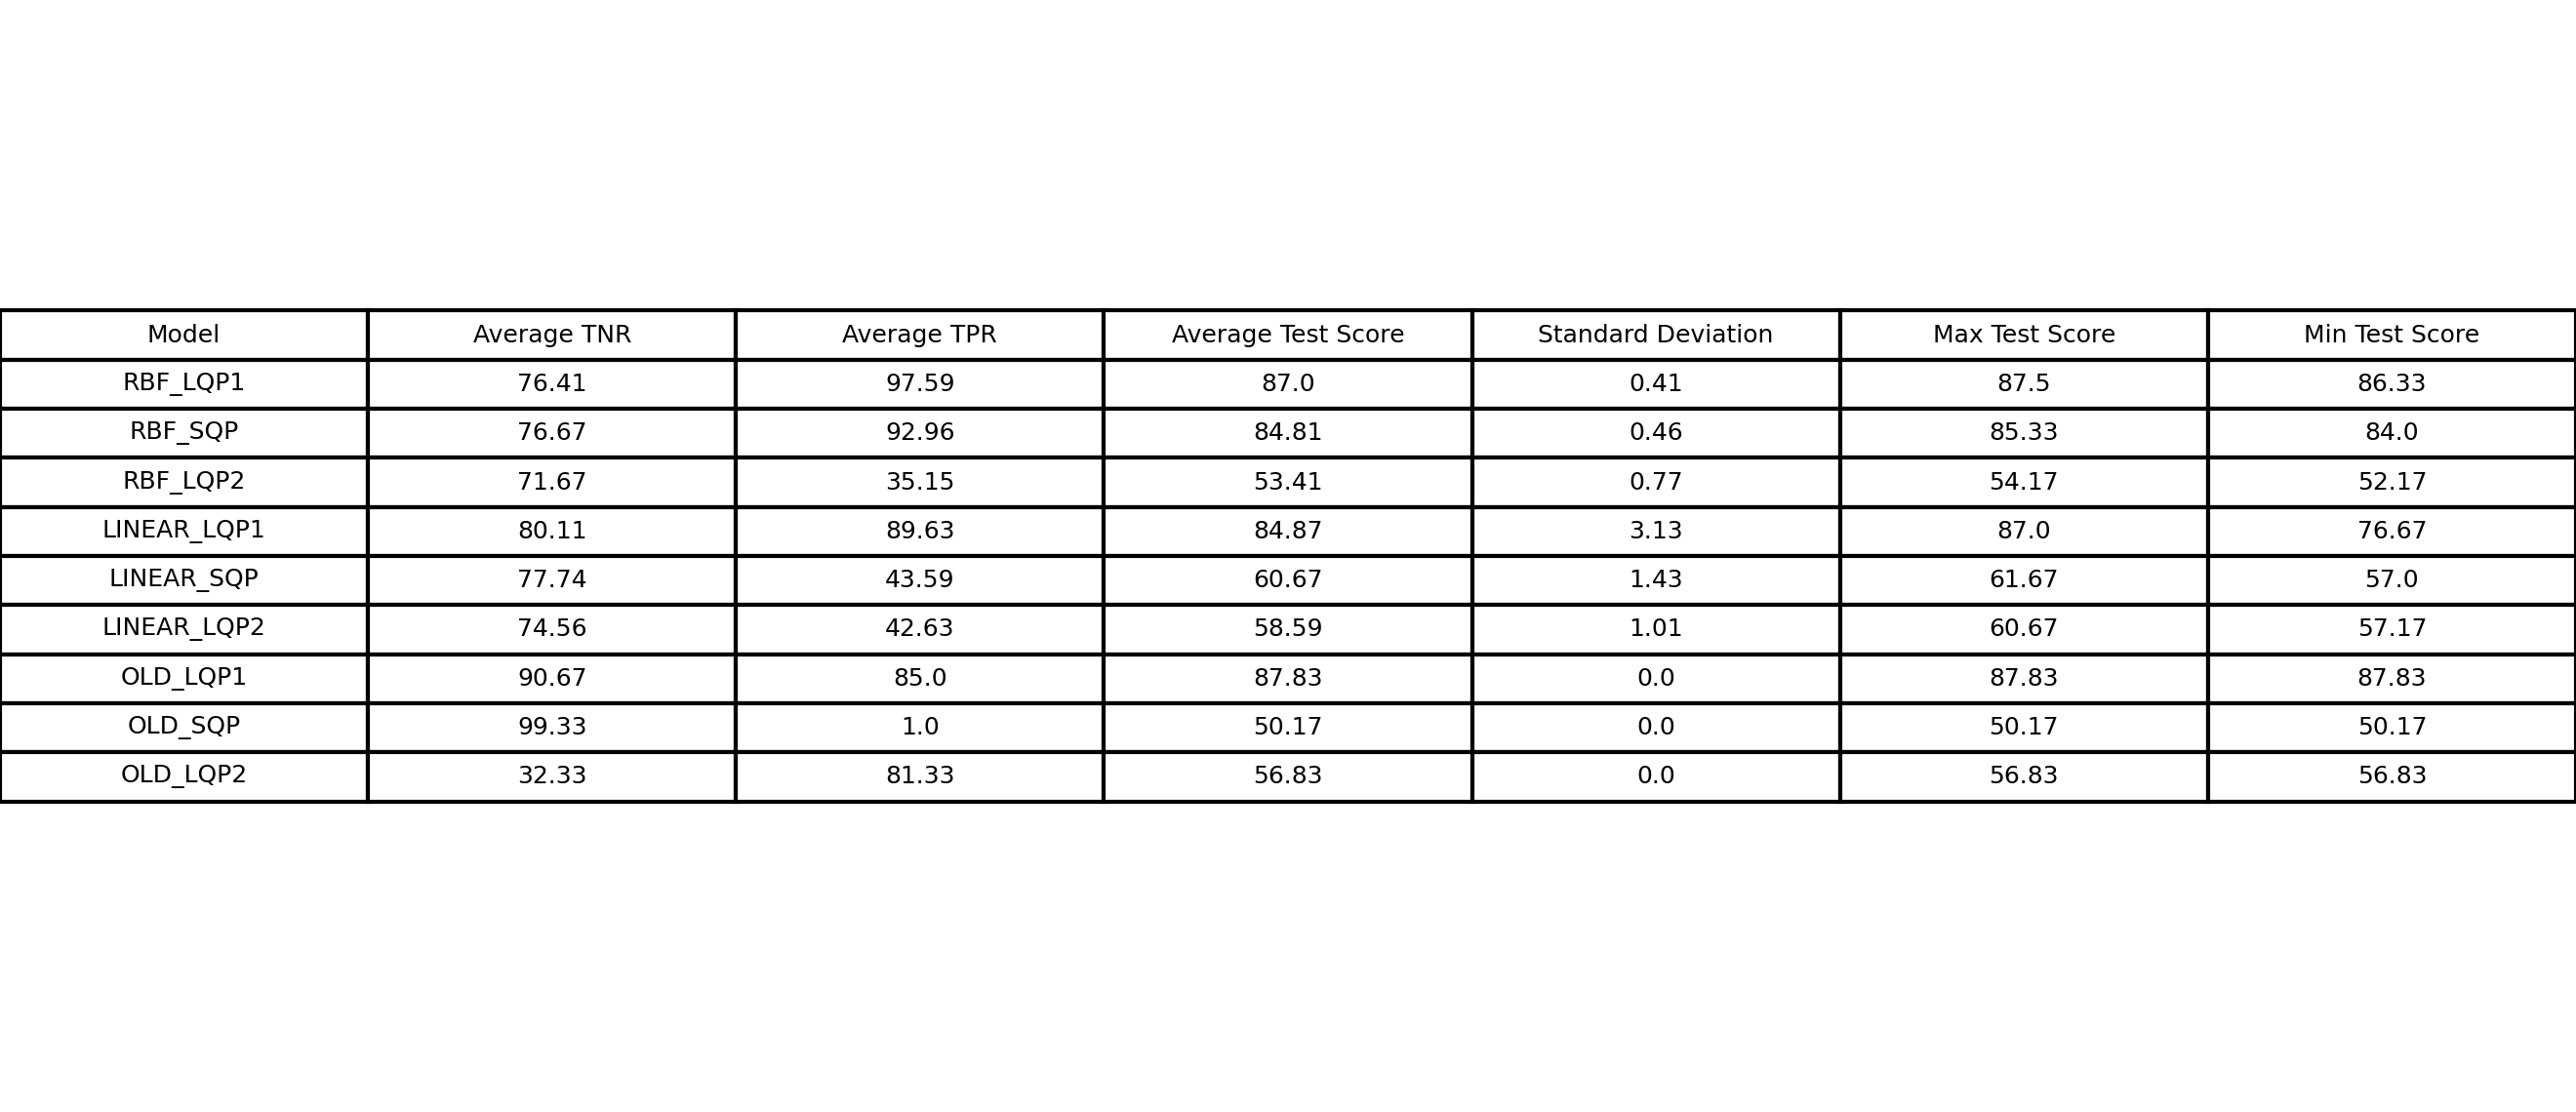 Model Average TNR Average TPR Average Test Score Standard Deviation Max Test Score Min Test Score
RBF_LQP1 76.41 97.59 87.0 0.41 87.5 86.33
RBF_SQP 76.67 92.96 84.81 0.46 85.33 84.0
RBF_LQP2 71.67 35.15 53.41 0.77 54.17 52.17
LINEAR_LQP1 80.11 89.63 84.87 3.13 87.0 76.67
LINEAR_SQP 77.74 43.59 60.67 1.43 61.67 57.0
LINEAR_LQP2 74.56 42.63 58.59 1.01 60.67 57.17
OLD_LQP1 90.67 85.0 87.83 0.0 87.83 87.83
OLD_SQP 99.33 1.0 50.17 0.0 50.17 50.17
OLD_LQP2 32.33 81.33 56.83 0.0 56.83 56.83